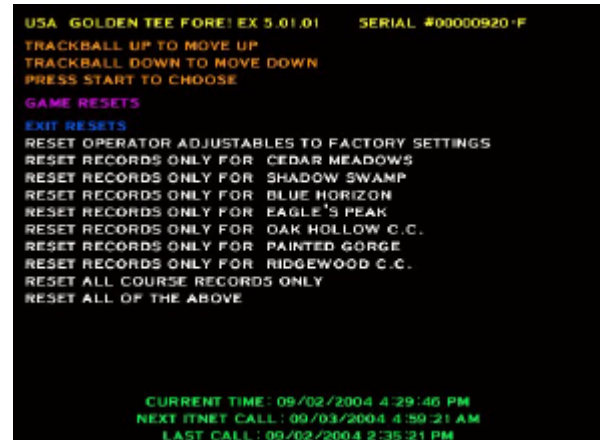 USA GOLDEN TEE FORE! EX 5.01.01 SERIAL #00000920-F
TRACKBALL UP TO MOVE UP
TRACKBALL DOWN TO MOVE DOWN
PRESS START TO CHOOSE
GAME RESETS
EXIT RESETS
RESET OPERATOR ADJUSTABLES TO FACTORY SETTINGS
RESET RECORDS ONLY FOR CEDAR MEADOWS
RESET RECORDS ONLY FOR SHADOW SWAMP
RESET RECORDS ONLY FOR BLUE HORIZON
RESET RECORDS ONLY FOR EAGLE'S PEAK
RESET RECORDS ONLY FOR OAK HOLLOW C.C.
RESET RECORDS ONLY FOR PAINTED GORGE
RESET RECORDS ONLY FOR RIDGEWOOD C.C.
RESET ALL COURSE RECORDS ONLY
RESET ALL OF THE ABOVE
CURRENT TIME: 09/02/2004 4:29:46 PM
NEXT ITNET CALL: 09/03/2004 4:59:21 AM
LAST CALL: 09/02/2004 2:35:21 PM